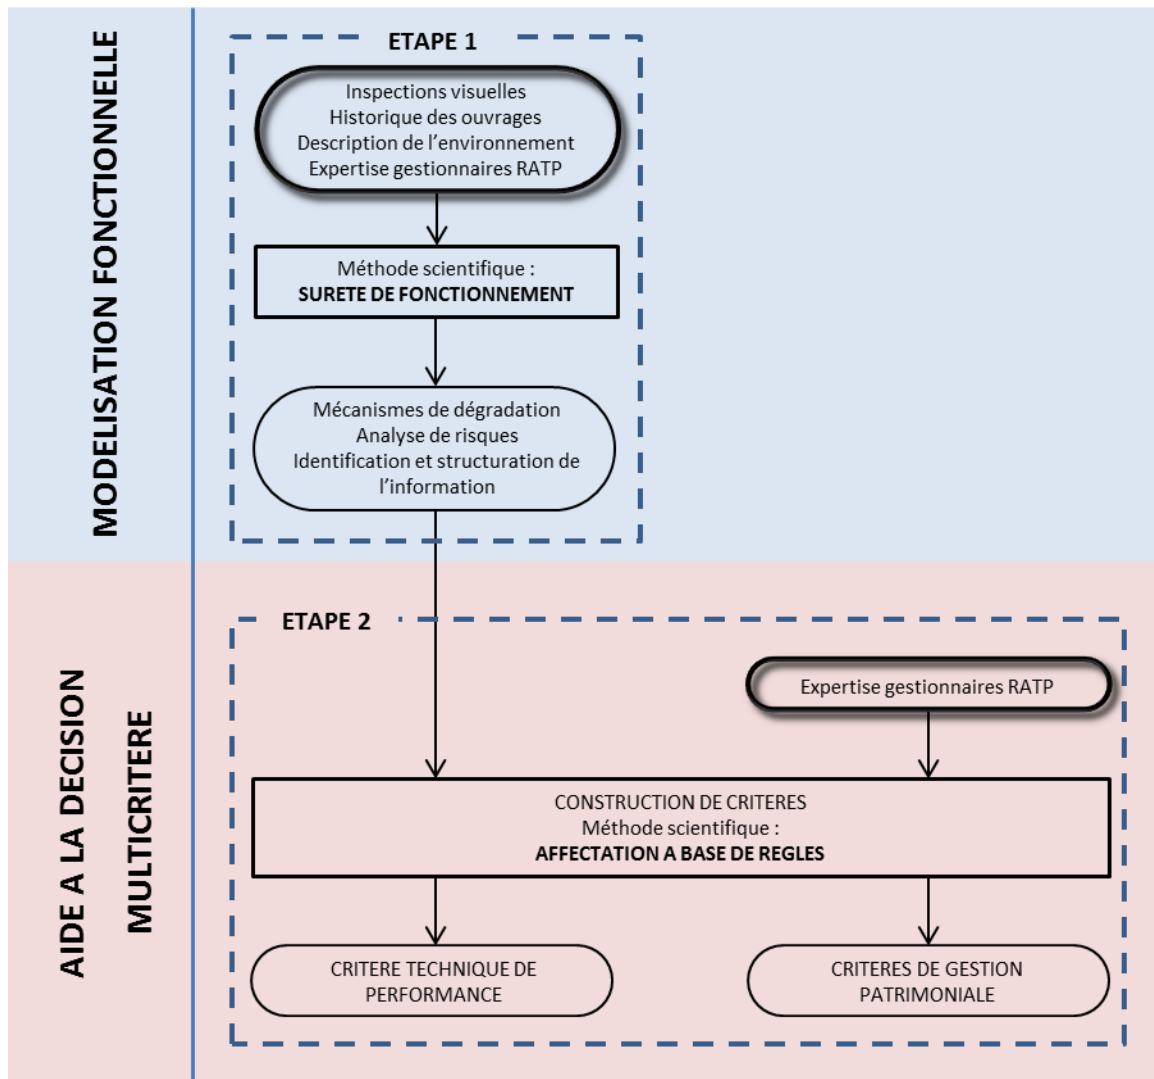 MODELISATION FONCTIONNELLE
ETAPE 1
Inspections visuelles
Historique des ouvrages
Description de l'environnement
Expertise gestionnaires RATP
Méthode scientifique :
SURETE DE FONCTIONNEMENT
Mécanismes de dégradation
Analyse de risques
Identification et structuration de
l'information
AIDE A LA DECISION
MULTICRITERE
ETAPE 2
Expertise gestionnaires RATP
CONSTRUCTION DE CRITERES
Méthode scientifique :
AFFECTATION A BASE DE REGLES
CRITERE TECHNIQUE DE
PERFORMANCE
CRITERES DE GESTION
PATRIMONIALE